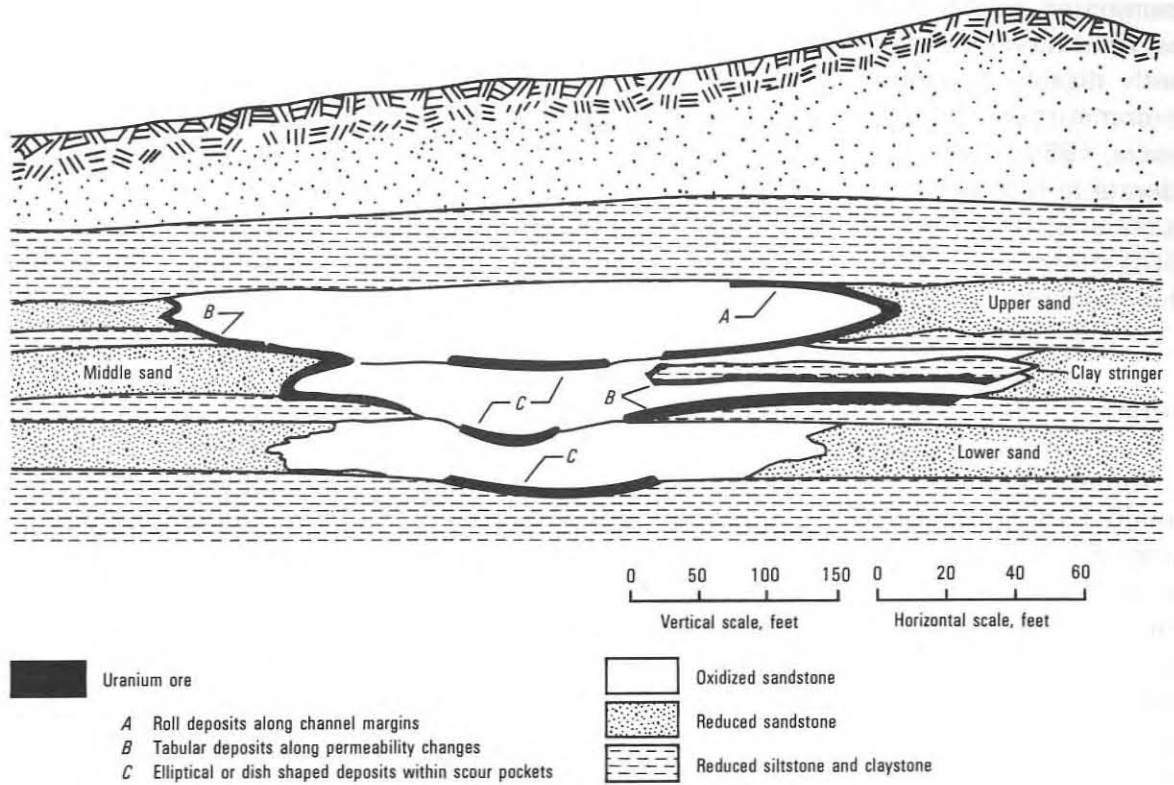 B
A
Upper sand
Middle sand
Clay stringer
C
B
C
Lower sand
0 50 100 150 0 20 40 60
Vertical scale, feet Horizontal scale, feet
Uranium ore
A Roll deposits along channel margins
B Tabular deposits along permeability changes
C Elliptical or dish shaped deposits within scour pockets
Oxidized sandstone
Reduced sandstone
Reduced siltstone and claystone